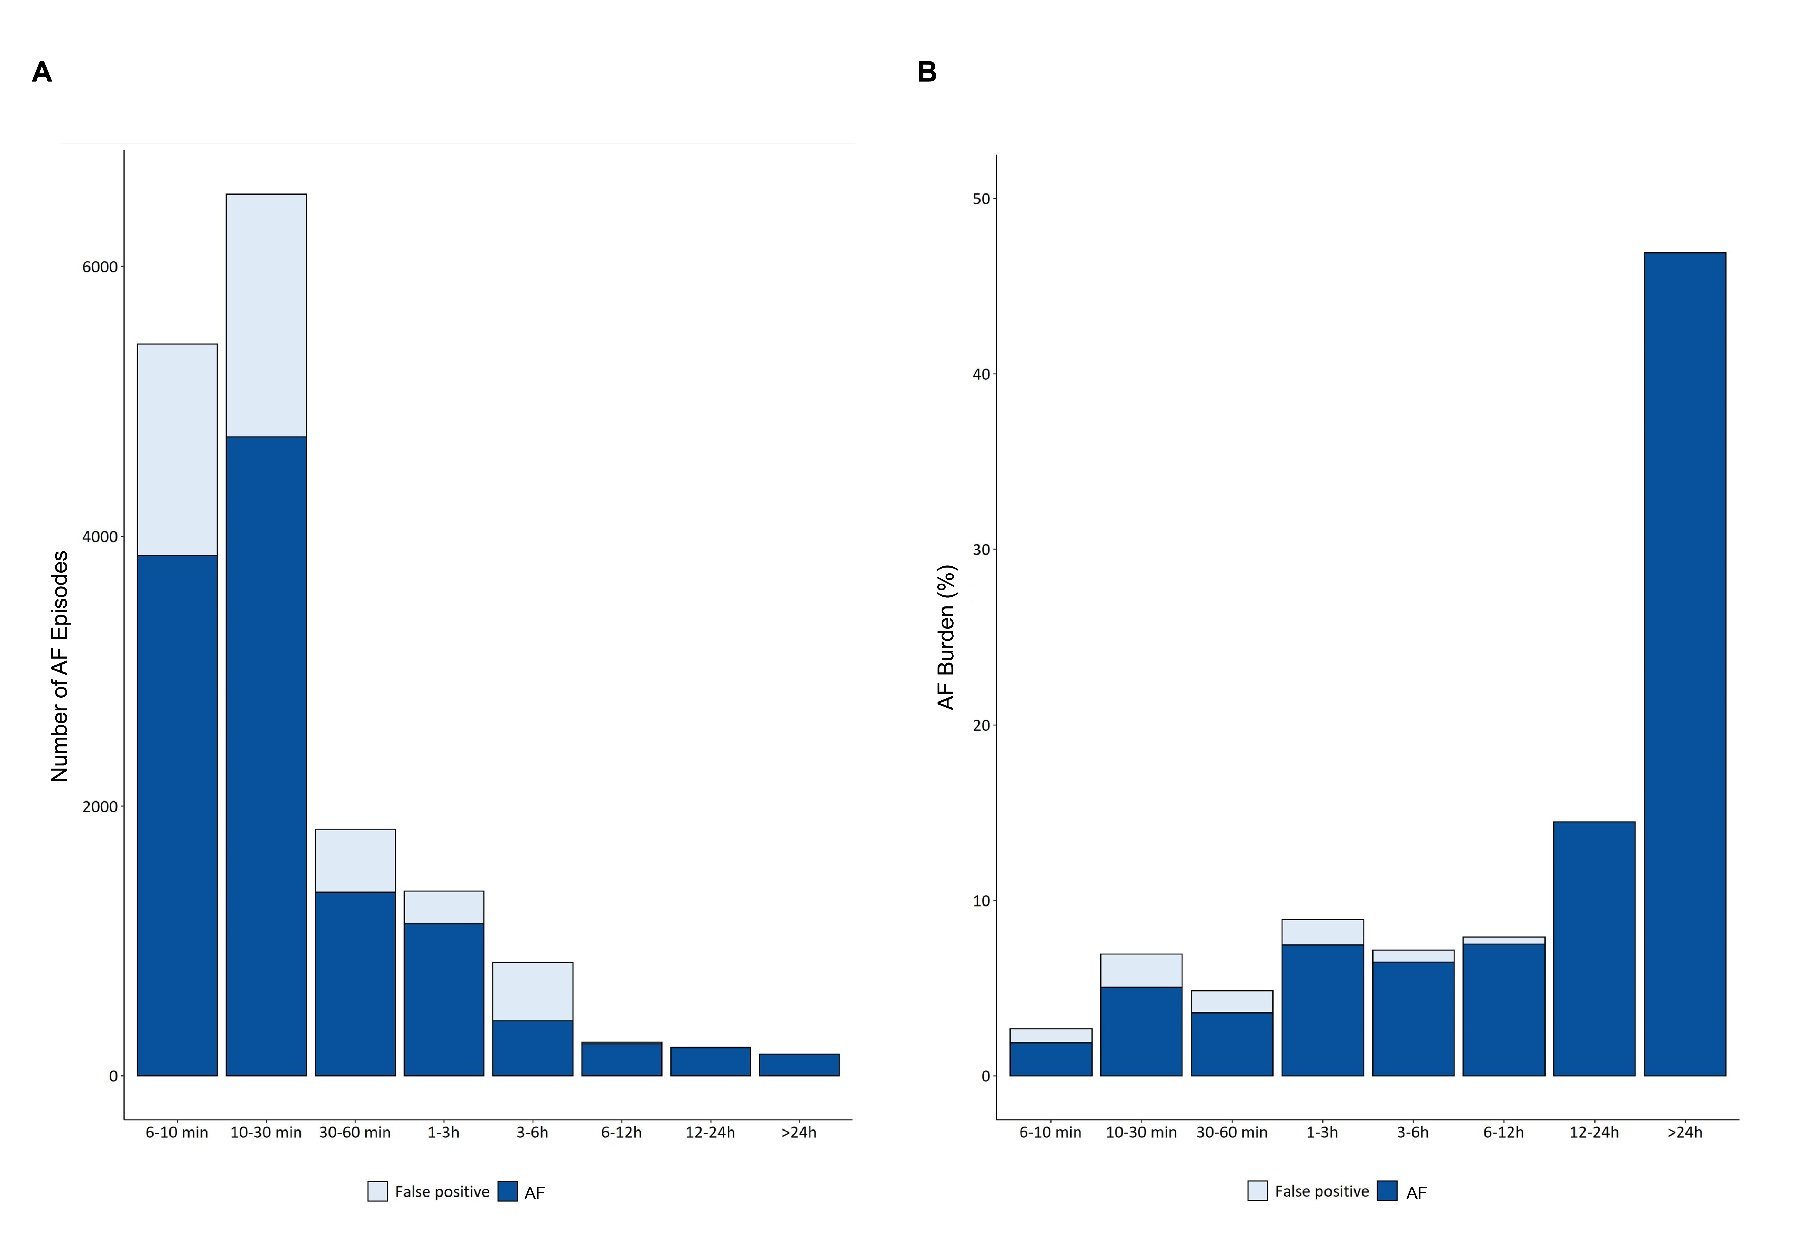 A
B
Number of AF Episodes
6000
4000
2000
0
6-10 min 10-30 min 30-60 min 1-3h 3-6h 6-12h 12-24h >24h
False positive AF
AF Burden (%)
50
40
30
20
10
0
6-10 min 10-30 min 30-60 min 1-3h 3-6h 6-12h 12-24h >24h
False positive AF